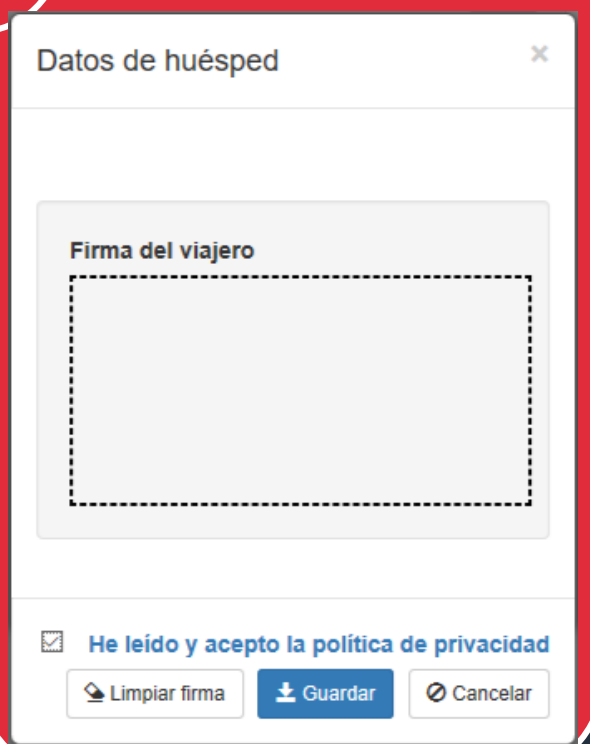 Datos de huésped
×
Firma del viajero
He leído y acepto la política de privacidad
Limpiar firma
Guardar
Cancelar